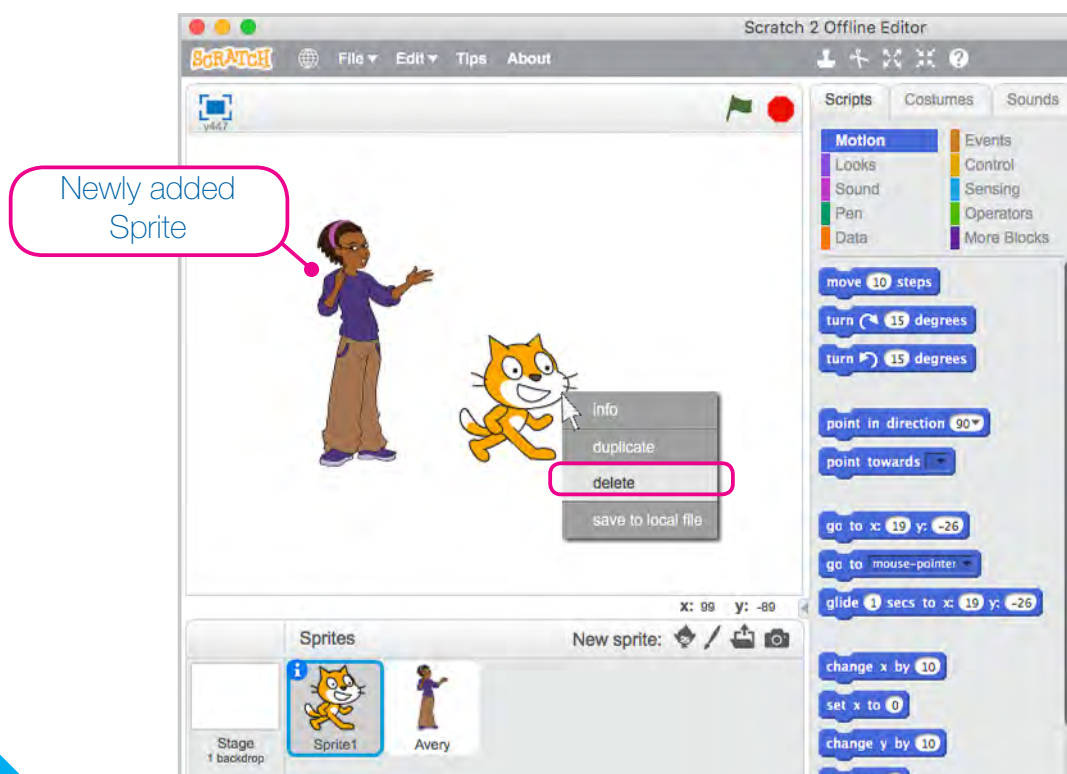 Scratch 2 Offline Editor
SCRATCH File Edit Tips About
v447
Scripts Costumes Sounds
Motion Events
Looks Control
Sound Sensing
Pen Operators
Data More Blocks
Newly added
Sprite
move 10 steps
turn 15 degrees
turn 15 degrees
point in direction 90
point towards
go to x: 19 y: -26
go to mouse-pointer
glide 1 secs to x: 19 y: -26
change x by 10
set x to 0
change y by 10
info
duplicate
delete
save to local file
X: 99 y: -89
Sprites New sprite:
Stage
1 backdrop
Sprite1
Avery